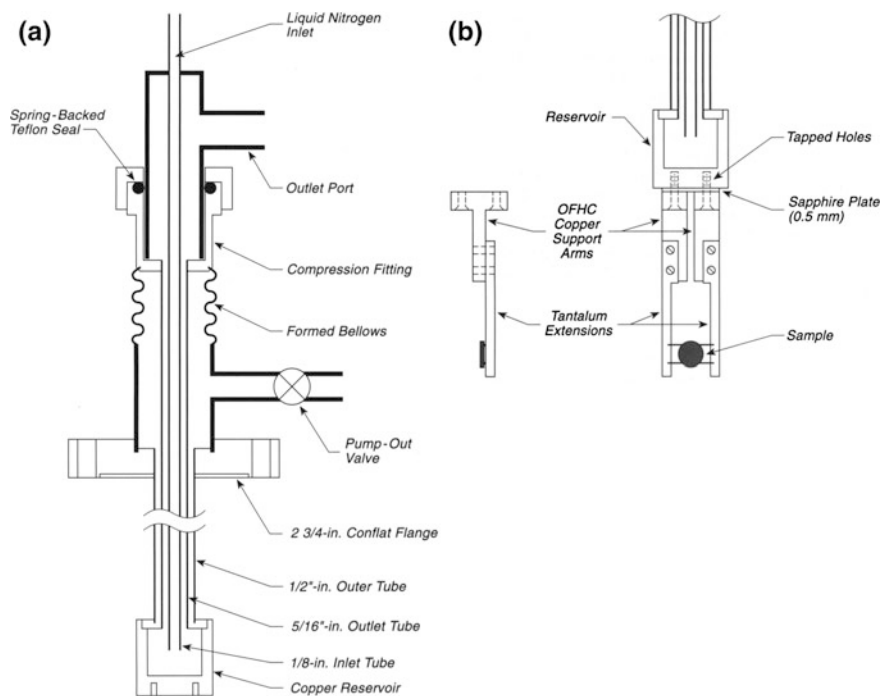 (a)
Liquid Nitrogen
Inlet
Spring-Backed
Teflon Seal
Outlet Port
Compression Fitting
Formed Bellows
Pump-Out
Valve
2 3/4-in. Conflat Flange
1/2"-in. Outer Tube
5/16"-in. Outlet Tube
1/8-in. Inlet Tube
Copper Reservoir
(b)
Reservoir
Tapped Holes
Sapphire Plate
(0.5 mm)
OFHC
Copper
Support
Arms
Tantalum
Extensions
Sample